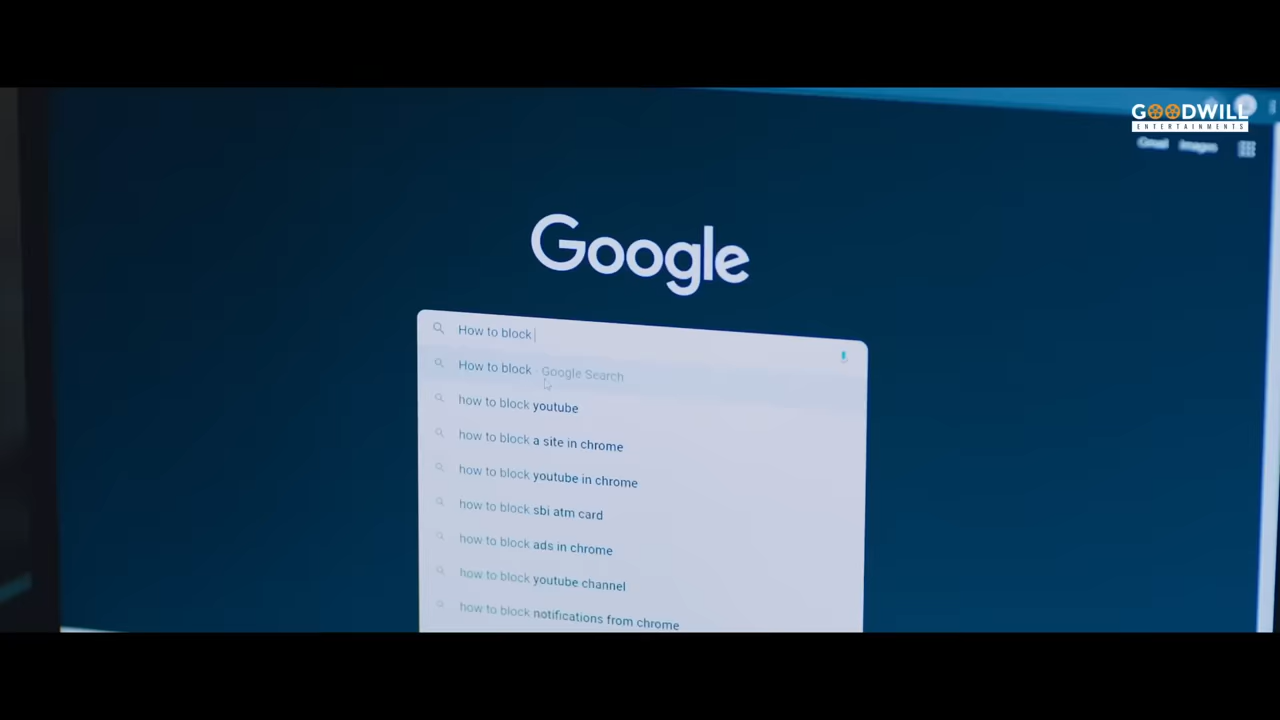 GOODWILL
ENTERTAINMENTS
Gmail Images
Google
How to block
How to block - Google Search
how to block youtube
how to block a site in chrome
how to block youtube in chrome
how to block sbi atm card
how to block ads in chrome
how to block youtube channel
how to block notifications from chrome